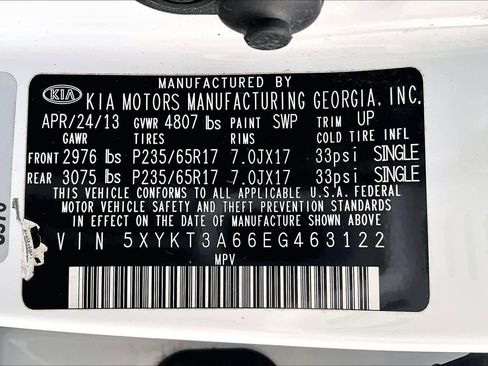 MANUFACTURED BY
KIA KIA MOTORS MANUFACTURING GEORGIA, INC.
APR/24/13 GVWR 4807 lbs PAINT SWP TRIM UP
GAWR TIRES RIMS COLD TIRE INFL
FRONT 2976 lbs P235/65R17 7.0JX17 33psi SINGLE
REAR 3075 lbs P235/65R17 7.0JX17 33psi SINGLE
THIS VEHICLE CONFORMS TO ALL APPLICABLE U.S.A. FEDERAL
MOTOR VEHICLE SAFETY AND THEFT PREVENTION STANDARDS
IN EFFECT ON THE DATE OF MANUFACTURE SHOWN ABOVE.
VIN 5XYKT3A66EG463122
MPV